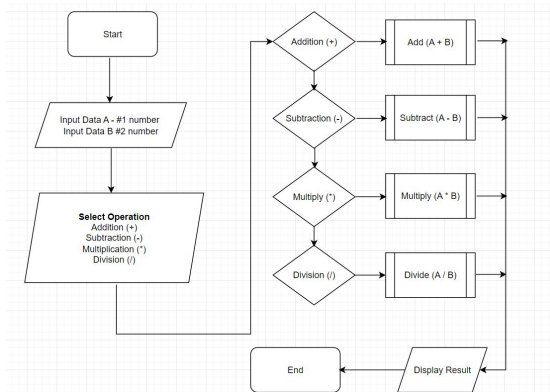 Start
Input Data A - #1 number
Input Data B #2 number
Select Operation
Addition (+)
Subtraction (-)
Multiplication (*)
Division (/)
Addition (+)
Add (A + B)
Subtraction (-)
Subtract (A - B)
Multiply (*)
Multiply (A * B)
Division (/)
Divide (A / B)
Display Result
End